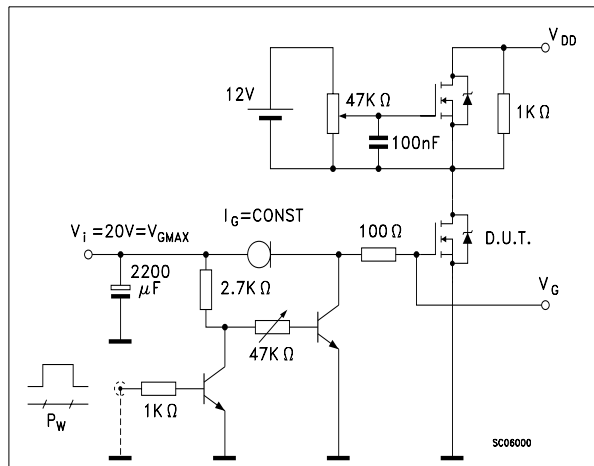 V_DD
12V
47K Ω
1K Ω
100nF
I_G=CONST
V_i =20V=V_GMAX
100Ω
D.U.T.
2200
μF
2.7K Ω
V_G
47K Ω
1K Ω
P_W
SC06000